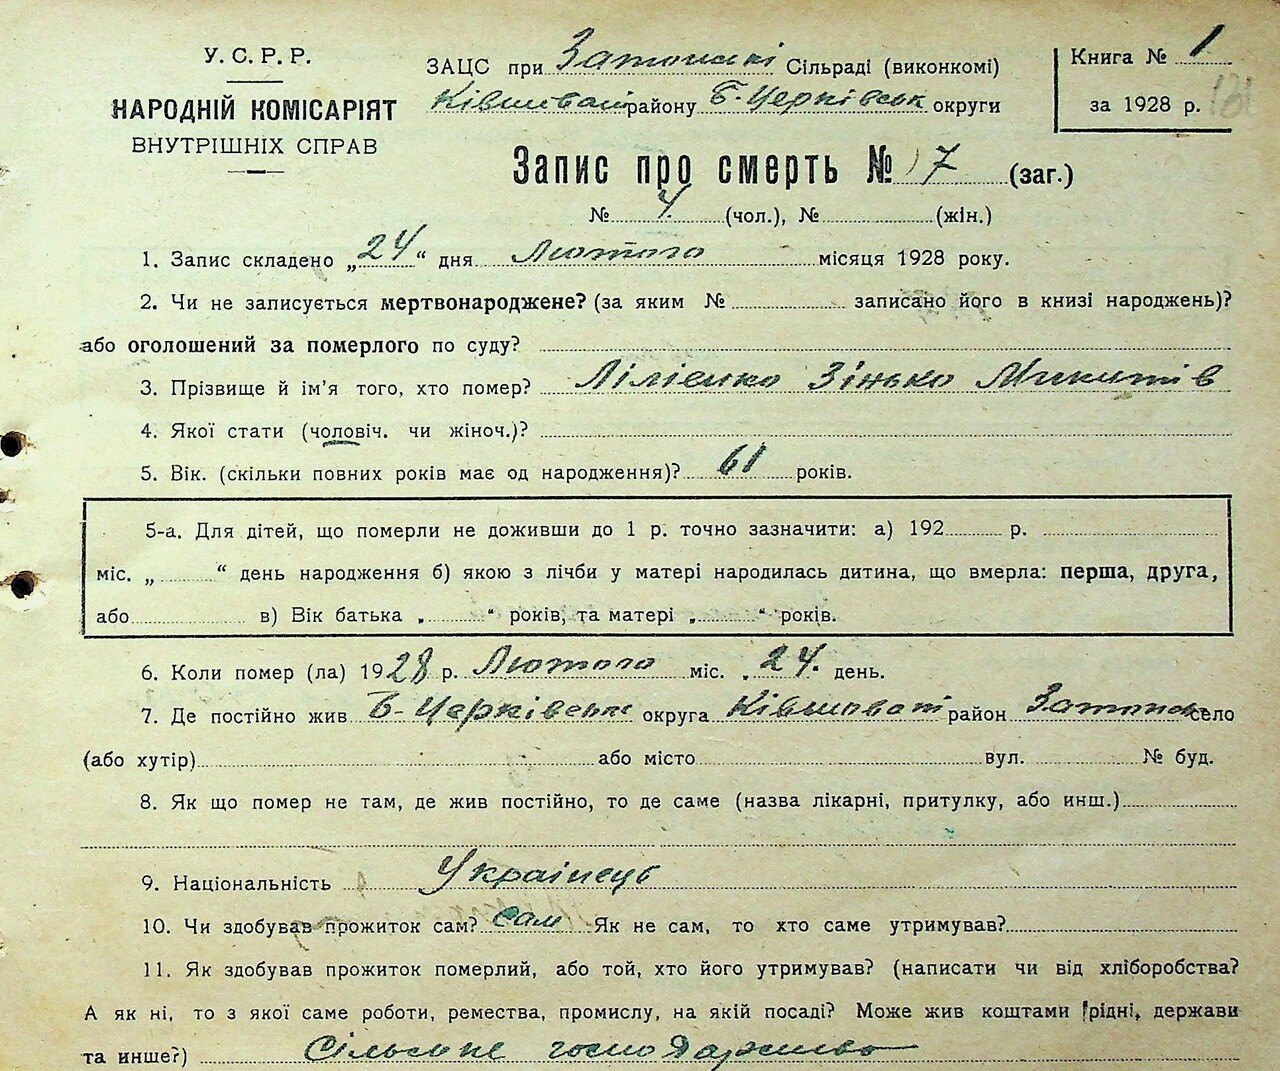 У. С. Р. Р.
НАРОДНІЙ КОМІСАРІЯТ
ВНУТРІШНІХ СПРАВ
ЗАЦС при Затонскі Сільраді (виконкомі)
Ківшоват району Б-Церківськ округи
Книга № 1
за 1928 р. 131
Запис про смерть № 7 (заг.)
№ 4 (чол.), № (жін.)
1. Запис складено „24“ дня Лютого місяця 1928 року.
2. Чи не записується мертвонароджене? (за яким № записано його в книзі народжень)?
або оголошений за померлого по суду?
3. Прізвище й ім’я того, хто помер? Лілієнко Зінько Микитів
4. Якої стати (чоловіч. чи жіноч.)?
5. Вік. (скільки повних років має од народження)? 61 років.
5-а. Для дітей, що померли не доживши до 1 р. точно зазначити: а) 192 р.
міс. „ “ день народження б) якою з лічби у матері народилась дитина, що вмерла: перша, друга,
або в) Вік батька „ “ років, та матері „ “ років.
6. Коли помер (ла) 1928 р. Лютого міс. „24. день.
7. Де постійно жив Б-Церківськ округа Ківшоват район село
(або хутір) або місто вул. № буд.
8. Як що помер не там, де жив постійно, то де саме (назва лікарні, притулку, або инш.)
9. Національність Українець
10. Чи здобував прожиток сам? сам Як не сам, то хто саме утримував?
11. Як здобував прожиток померлий, або той, хто його утримував? (написати чи від хліборобства?
А як ні, то з якої саме роботи, ремества, промислу, на якій посаді? Може жив коштами рідні, держави
та инше?) Сільське господарство